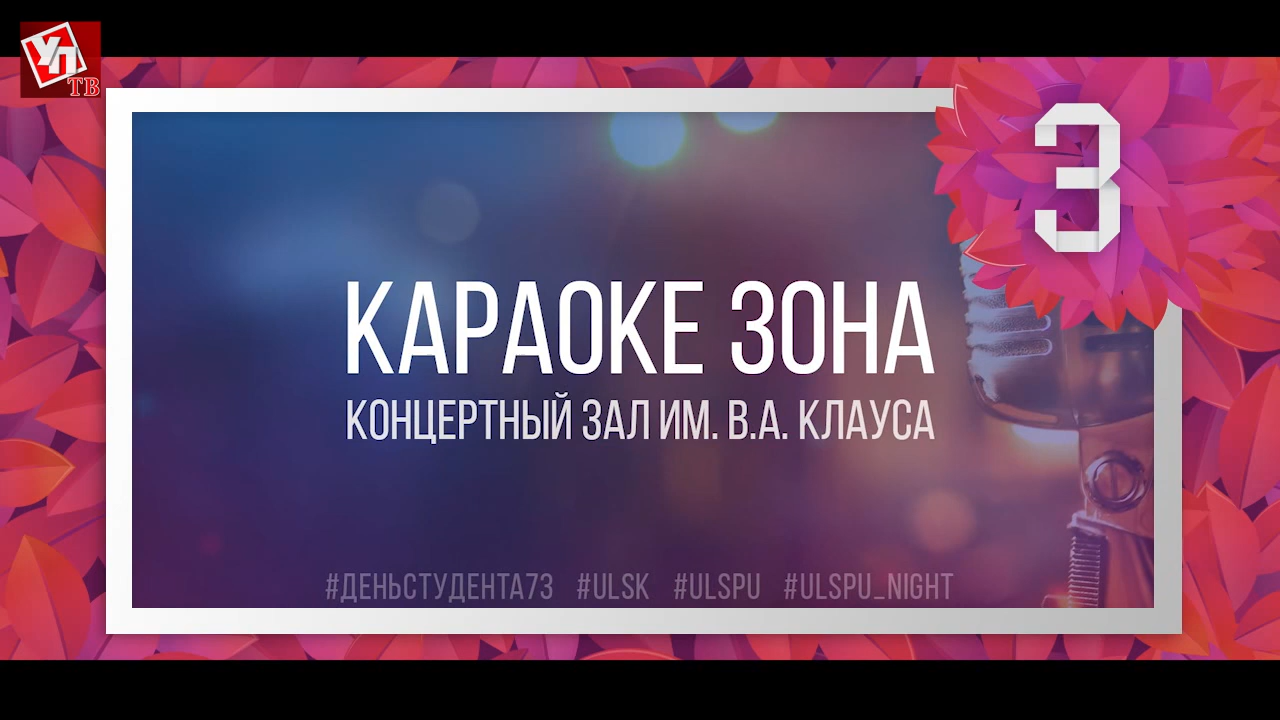 УП
ТВ
3
КАРАОКЕ ЗОНА
КОНЦЕРТНЫЙ ЗАЛ ИМ. В.А. КЛАУСА
#ДЕНЬСТУДЕНТА73 #ULSK #ULSPU #ULSPU_NIGHT